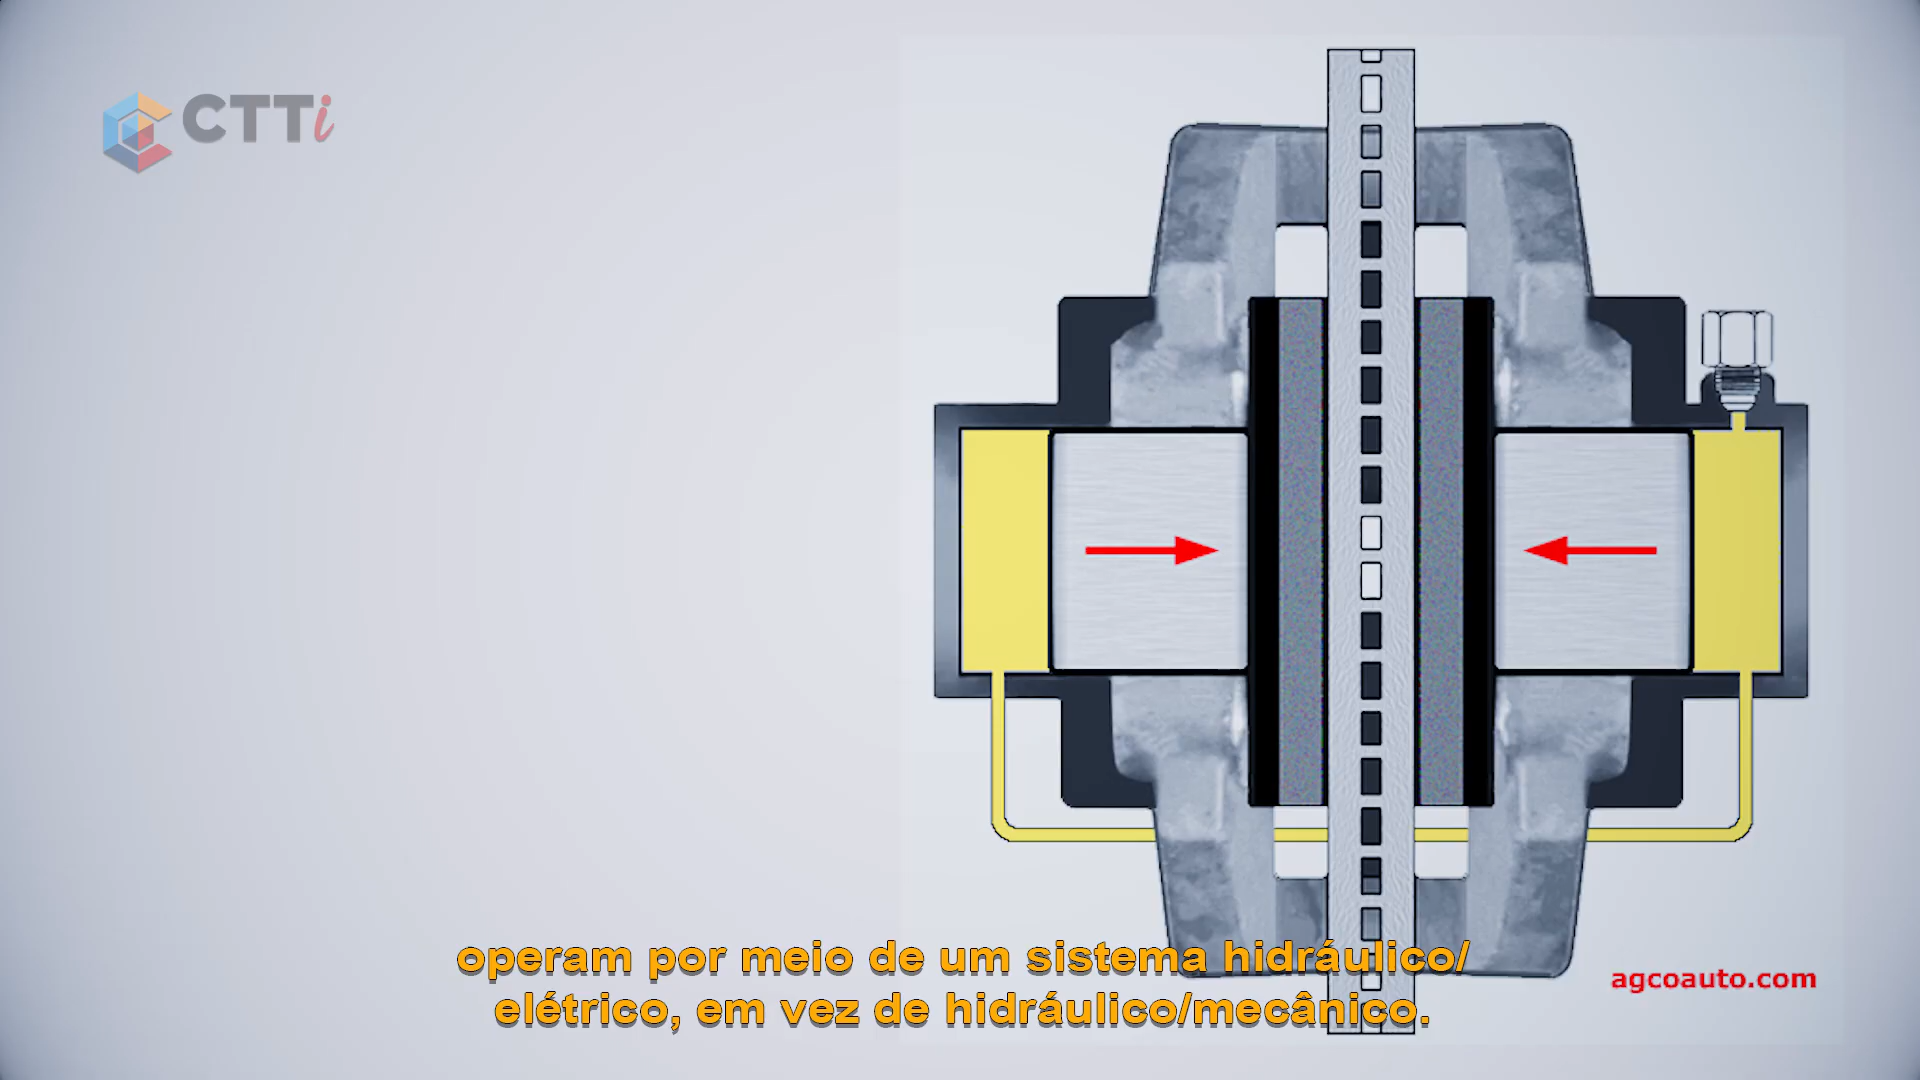 CTTi
operam por meio de um sistema hidráulico/
elétrico, em vez de hidráulico/mecânico.
agcoauto.com